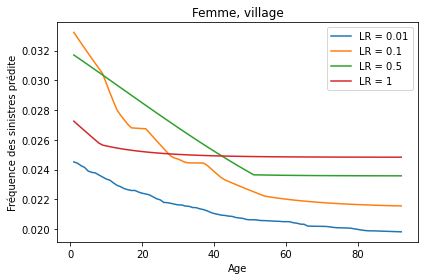 Femme, village
LR = 0.01
LR = 0.1
LR = 0.5
LR = 1
Fréquence des sinistres prédite
0.032
0.030
0.028
0.026
0.024
0.022
0.020
0 20 40 60 80
Age